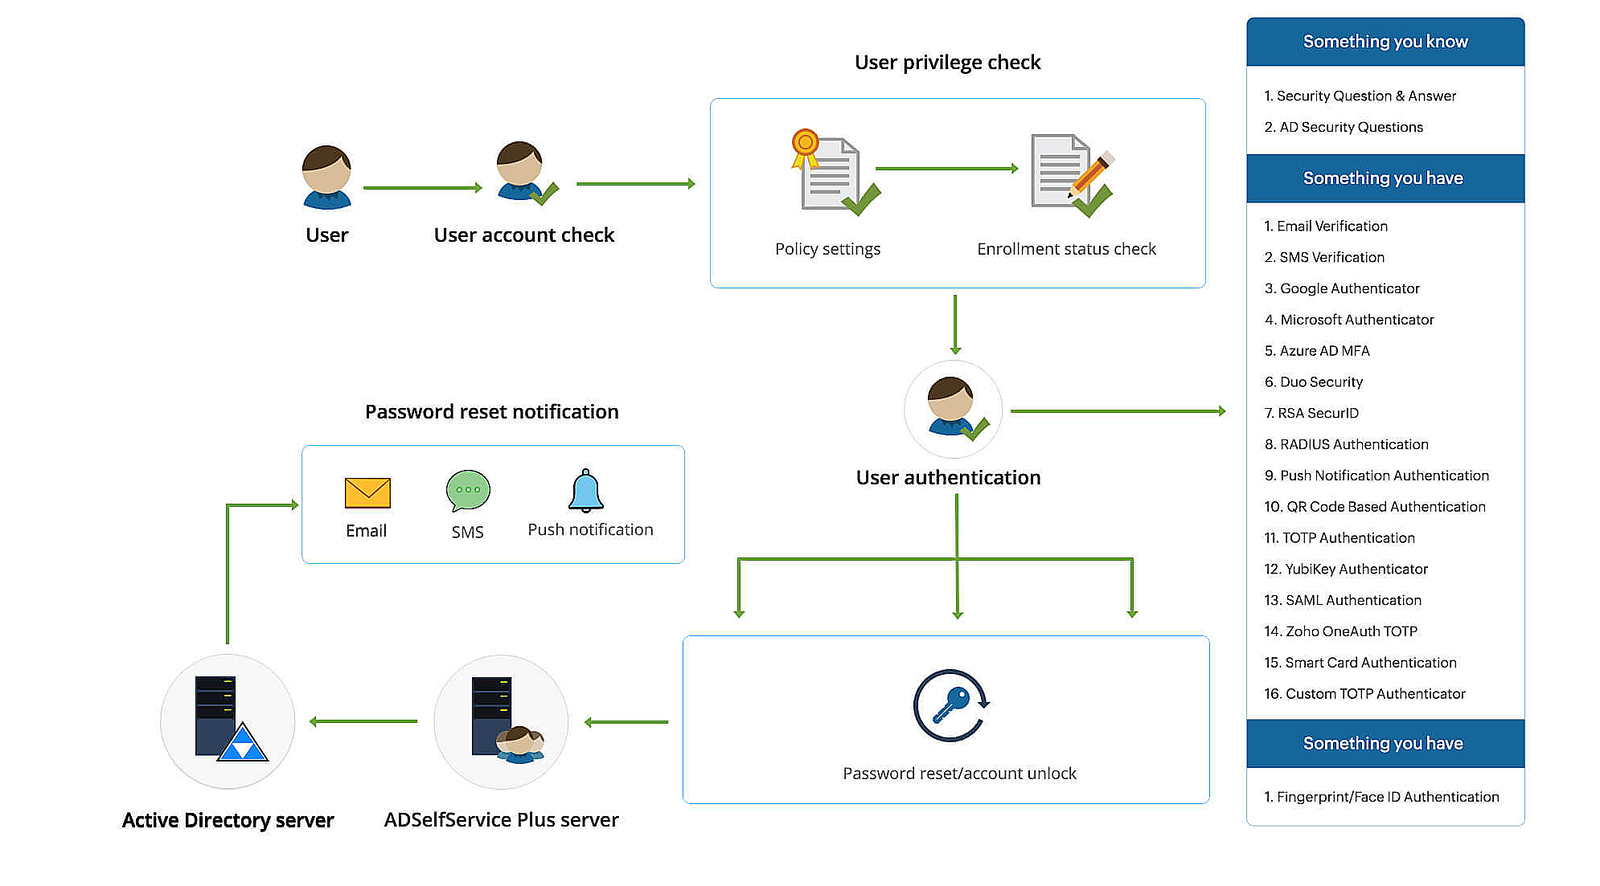 User privilege check
User
User account check
Policy settings
Enrollment status check
User authentication
Password reset notification
Email
SMS
Push notification
Password reset/account unlock
ADSelfService Plus server
Active Directory server
Something you know
1. Security Question & Answer
2. AD Security Questions
Something you have
1. Email Verification
2. SMS Verification
3. Google Authenticator
4. Microsoft Authenticator
5. Azure AD MFA
6. Duo Security
7. RSA SecurID
8. RADIUS Authentication
9. Push Notification Authentication
10. QR Code Based Authentication
11. TOTP Authentication
12. YubiKey Authenticator
13. SAML Authentication
14. Zoho OneAuth TOTP
15. Smart Card Authentication
16. Custom TOTP Authenticator
Something you have
1. Fingerprint/Face ID Authentication